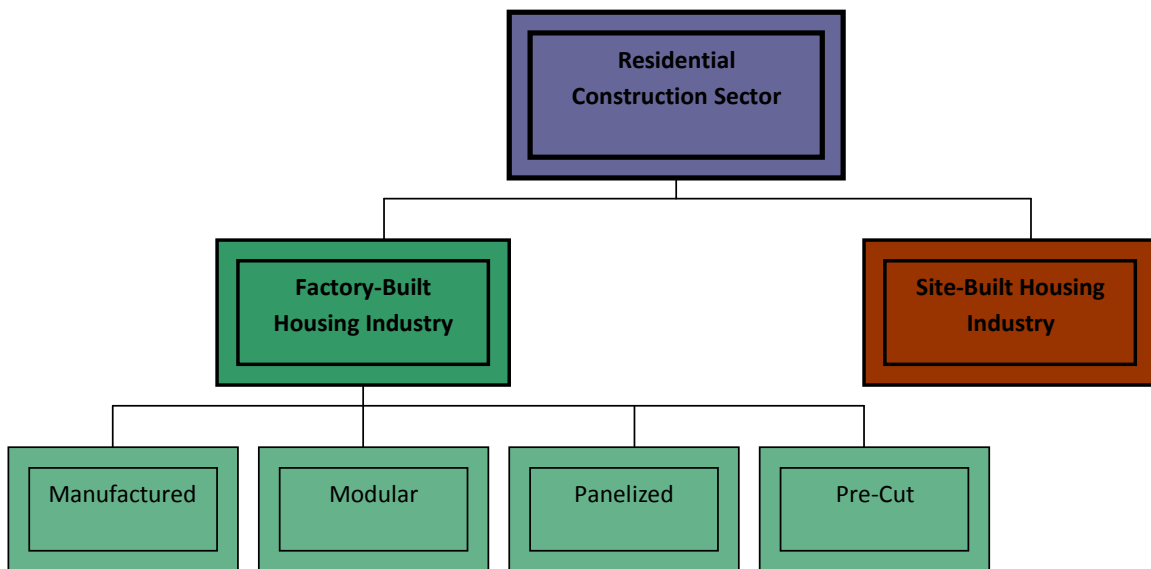 Residential
Construction Sector
Factory-Built
Housing Industry
Site-Built Housing
Industry
Manufactured
Modular
Panelized
Pre-Cut